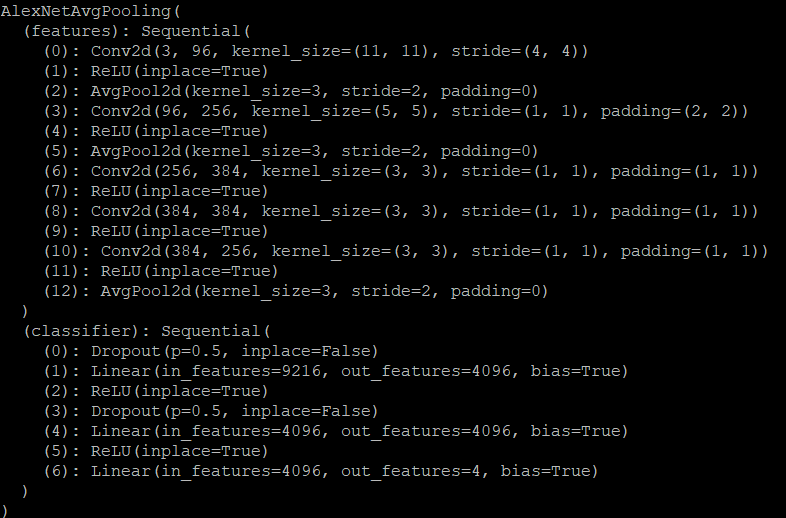 AlexNetAvgPooling(
  (features): Sequential(
    (0): Conv2d(3, 96, kernel_size=(11, 11), stride=(4, 4))
    (1): ReLU(inplace=True)
    (2): AvgPool2d(kernel_size=3, stride=2, padding=0)
    (3): Conv2d(96, 256, kernel_size=(5, 5), stride=(1, 1), padding=(2, 2))
    (4): ReLU(inplace=True)
    (5): AvgPool2d(kernel_size=3, stride=2, padding=0)
    (6): Conv2d(256, 384, kernel_size=(3, 3), stride=(1, 1), padding=(1, 1))
    (7): ReLU(inplace=True)
    (8): Conv2d(384, 384, kernel_size=(3, 3), stride=(1, 1), padding=(1, 1))
    (9): ReLU(inplace=True)
    (10): Conv2d(384, 256, kernel_size=(3, 3), stride=(1, 1), padding=(1, 1))
    (11): ReLU(inplace=True)
    (12): AvgPool2d(kernel_size=3, stride=2, padding=0)
  )
  (classifier): Sequential(
    (0): Dropout(p=0.5, inplace=False)
    (1): Linear(in_features=9216, out_features=4096, bias=True)
    (2): ReLU(inplace=True)
    (3): Dropout(p=0.5, inplace=False)
    (4): Linear(in_features=4096, out_features=4096, bias=True)
    (5): ReLU(inplace=True)
    (6): Linear(in_features=4096, out_features=4, bias=True)
  )
)